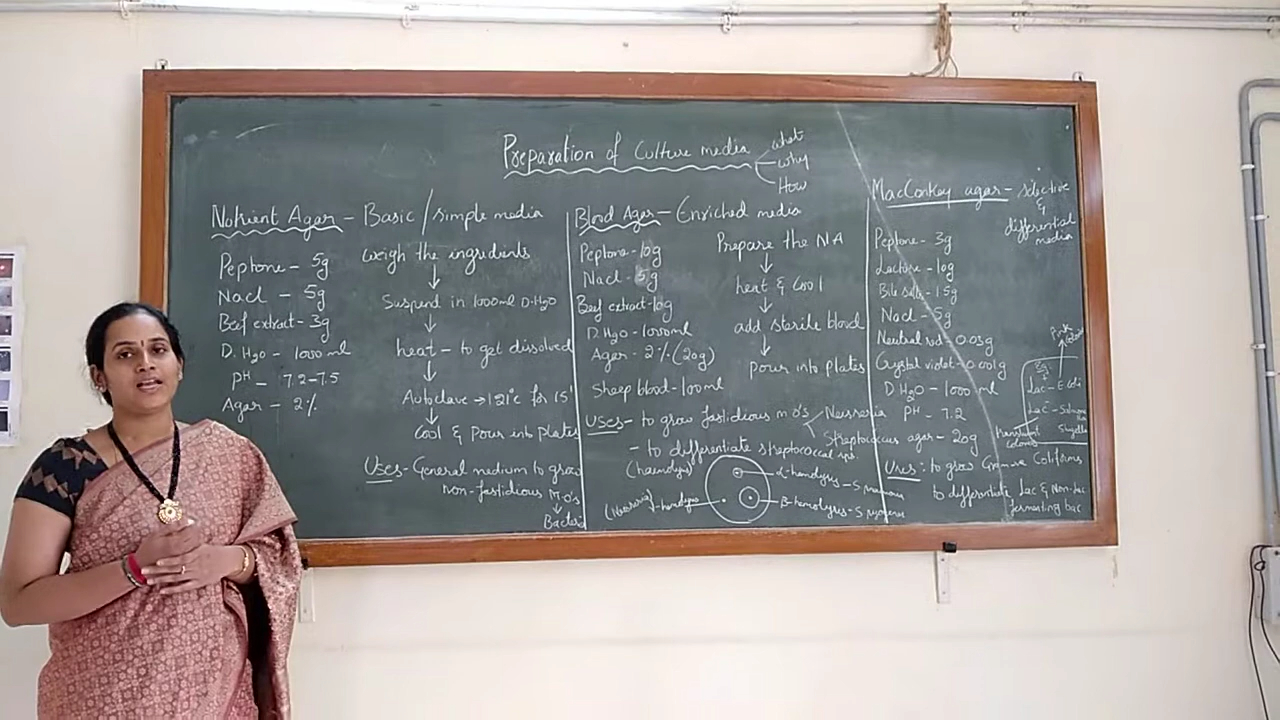 Preparation of Culture media
what
why
How
Nutrient Agar - Basic / simple media
Peptone - 5g
Nacl - 5g
Beef extract - 3g
D. H2O - 1000 ml
PH - 7.2-7.5
Agar - 2%
weigh the ingredients
↓
Suspend in 1000ml D.H2O
↓
heat - to get dissolved
↓
Autoclave → 121°c for 15'
↓
Cool & Pour into plates
Uses - General medium to grow
non-fastidious M.O's
↓
Bacteria
Blood Agar - Enriched media
Peptone - 10g
Nacl - 5g
Beef extract - 10g
D. H2O - 1000ml
Agar - 2% (20g)
Sheep blood - 100ml
Prepare the NA
↓
heat & Cool
↓
add sterile blood
↓
Pour into plates
Uses - to grow fastidious m.o's
Neisseria
Streptococcus
- to differentiate streptococcal sps.
(haemolysis)
α-hemolysis - S.
β-hemolysis - S.
(Neisseria) γ-hemolysis
MacConkey agar - selective
&
differential
media
Peptone - 3g
Lactose - 10g
Bile salts - 1.5g
Nacl - 5g
Neutral red - 0.03g
Crystal violet - 0.001g
D.H2O - 1000 ml
PH - 7.2
agar - 20g
Pink
Eg.
Lac+ - E.coli
Lac- -
Shigella
Uses: to grow Gram-ve Coliforms
to differentiate Lac & Non-Lac
fermenting bac